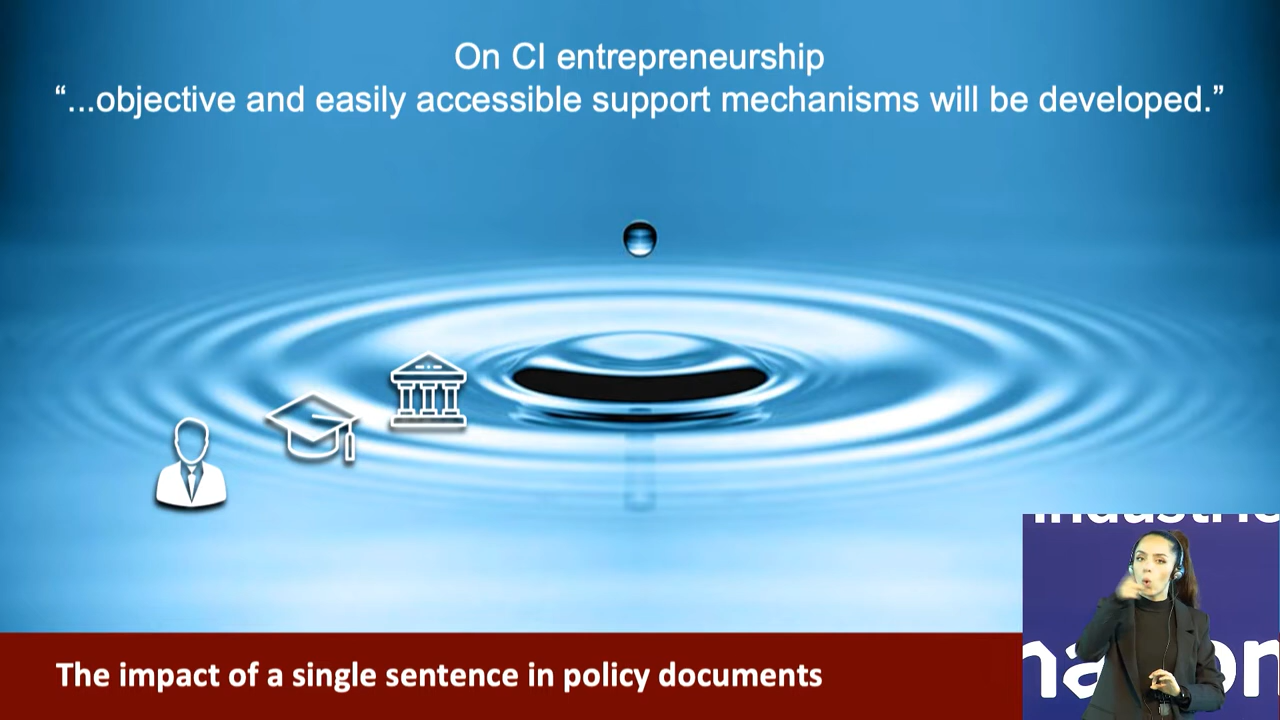 On CI entrepreneurship
“...objective and easily accessible support mechanisms will be developed.”
The impact of a single sentence in policy documents